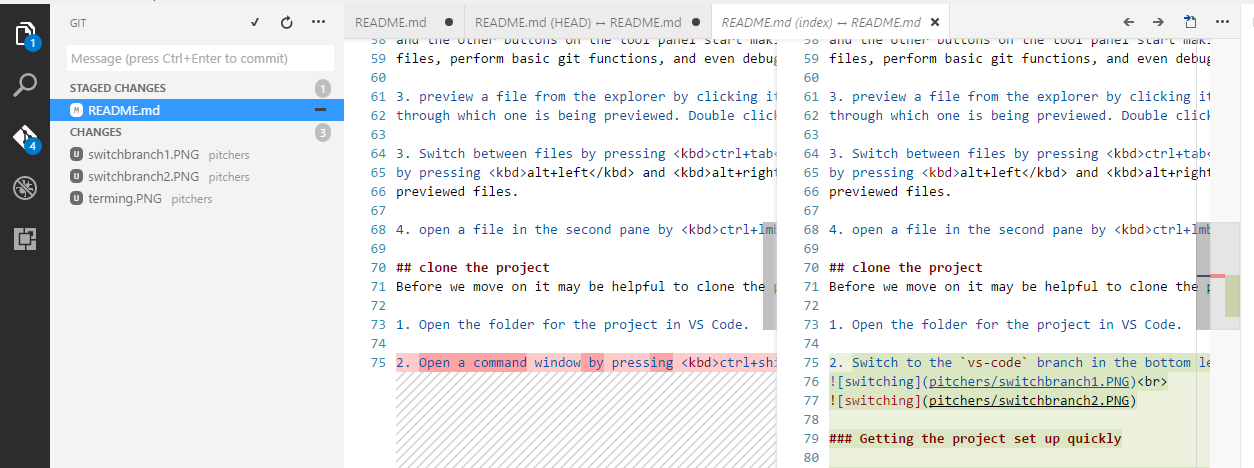 GIT
README.md
README.md (HEAD) ↔ README.md
README.md (index) ↔ README.md
1
4
Message (press Ctrl+Enter to commit)
STAGED CHANGES 1
M README.md
CHANGES 3
U switchbranch1.PNG pitchers
U switchbranch2.PNG pitchers
U terming.PNG pitchers
58 and the other buttons on the tool panel start
59 files, perform basic git functions, and even
60
61 3. preview a file from the explorer by clicking
62 through which one is being previewed. Double
63
64 3. Switch between files by pressing <kbd>ctrl+tab<
65 by pressing <kbd>alt+left</kbd> and <kbd>alt+right
66 previewed files.
67
68 4. open a file in the second pane by <kbd>ctrl+lmb
69
70 ## clone the project
71 Before we move on it may be helpful to clone the
72
73 1. Open the folder for the project in VS Code.
74
75 2. Open a command window by pressing <kbd>ctrl+shi
58 and the other buttons on the tool panel start
59 files, perform basic git functions, and even
60
61 3. preview a file from the explorer by clicking
62 through which one is being previewed. Double
63
64 3. Switch between files by pressing <kbd>ctrl+tab<
65 by pressing <kbd>alt+left</kbd> and <kbd>alt+right
66 previewed files.
67
68 4. open a file in the second pane by <kbd>ctrl+lmb
69
70 ## clone the project
71 Before we move on it may be helpful to clone the
72
73 1. Open the folder for the project in VS Code.
74
75 2. Switch to the `vs-code` branch in the bottom
76 ![switching](pitchers/switchbranch1.PNG)<br>
77 ![switching](pitchers/switchbranch2.PNG)
78
79 ### Getting the project set up quickly
80